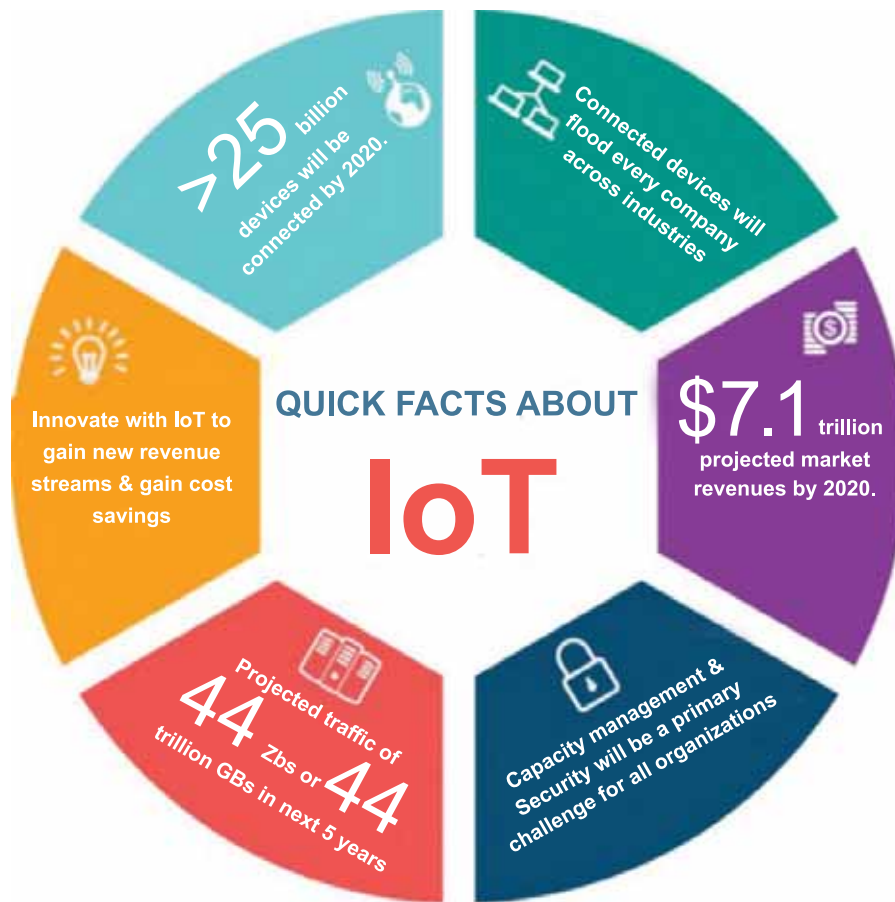 QUICK FACTS ABOUT
IoT
>25 billion
devices will be
connected by 2020.
Connected devices will
flood every company
across industries
$
$7.1 trillion
projected market
revenues by 2020.
Capacity management &
Security will be a primary
challenge for all organizations
Projected traffic of
44 Zbs or 44
trillion GBs in next 5 years
Innovate with IoT to
gain new revenue
streams & gain cost
savings